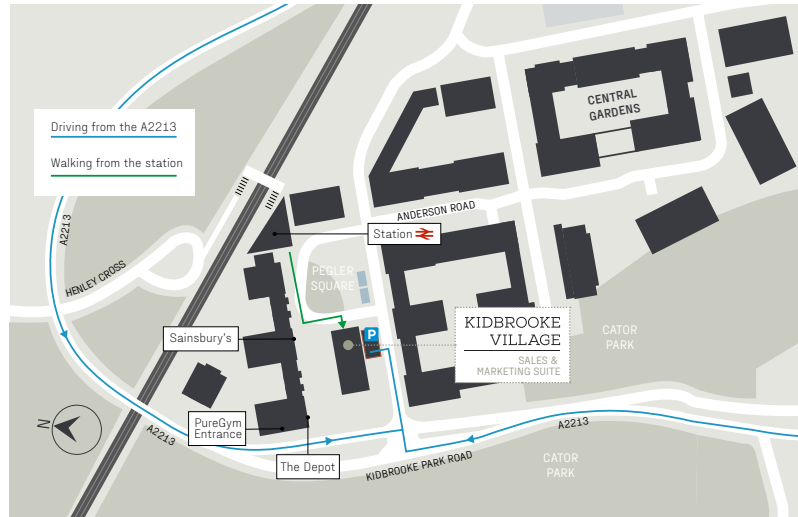 Driving from the A2213
Walking from the station
CENTRAL
GARDENS
ANDERSON ROAD
A2213
Station
HENLEY CROSS
PEGLER
SQUARE
KIDBROOKE
VILLAGE
SALES &
MARKETING SUITE
P
Sainsbury's
CATOR
PARK
N
PureGym
Entrance
A2213
The Depot
KIDBROOKE PARK ROAD
A2213
CATOR
PARK